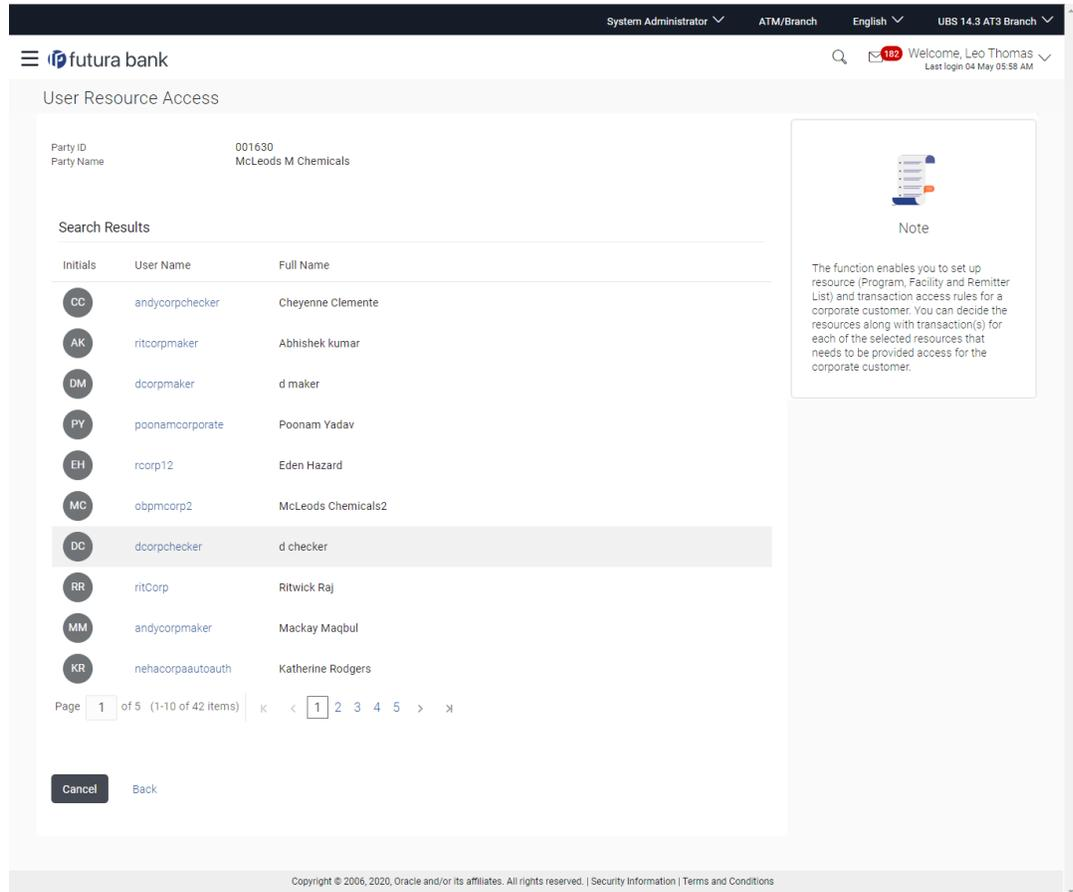 System Administrator ATM/Branch English UBS 14.3 AT3 Branch
futura bank 182 Welcome, Leo Thomas
Last login 04 May 05:58 AM
User Resource Access
Party ID 001630
Party Name McLeods M Chemicals
Search Results
Initials User Name Full Name
CC andycorpchecker Cheyenne Clemente
AK ritcorpmaker Abhishek kumar
DM dcorpmaker d maker
PY poonamcorporate Poonam Yadav
EH rcorp12 Eden Hazard
MC obpmcorp2 McLeods Chemicals2
DC dcorpchecker d checker
RR ritCorp Ritwick Raj
MM andycorpmaker Mackay Maqbul
KR nehacorpaautoauth Katherine Rodgers
Page 1 of 5 (1-10 of 42 items) 1 2 3 4 5
Cancel Back
Note
The function enables you to set up
resource (Program, Facility and Remitter
List) and transaction access rules for a
corporate customer. You can decide the
resources along with transaction(s) for
each of the selected resources that
needs to be provided access for the
corporate customer.
Copyright © 2006, 2020, Oracle and/or its affiliates. All rights reserved. | Security Information | Terms and Conditions